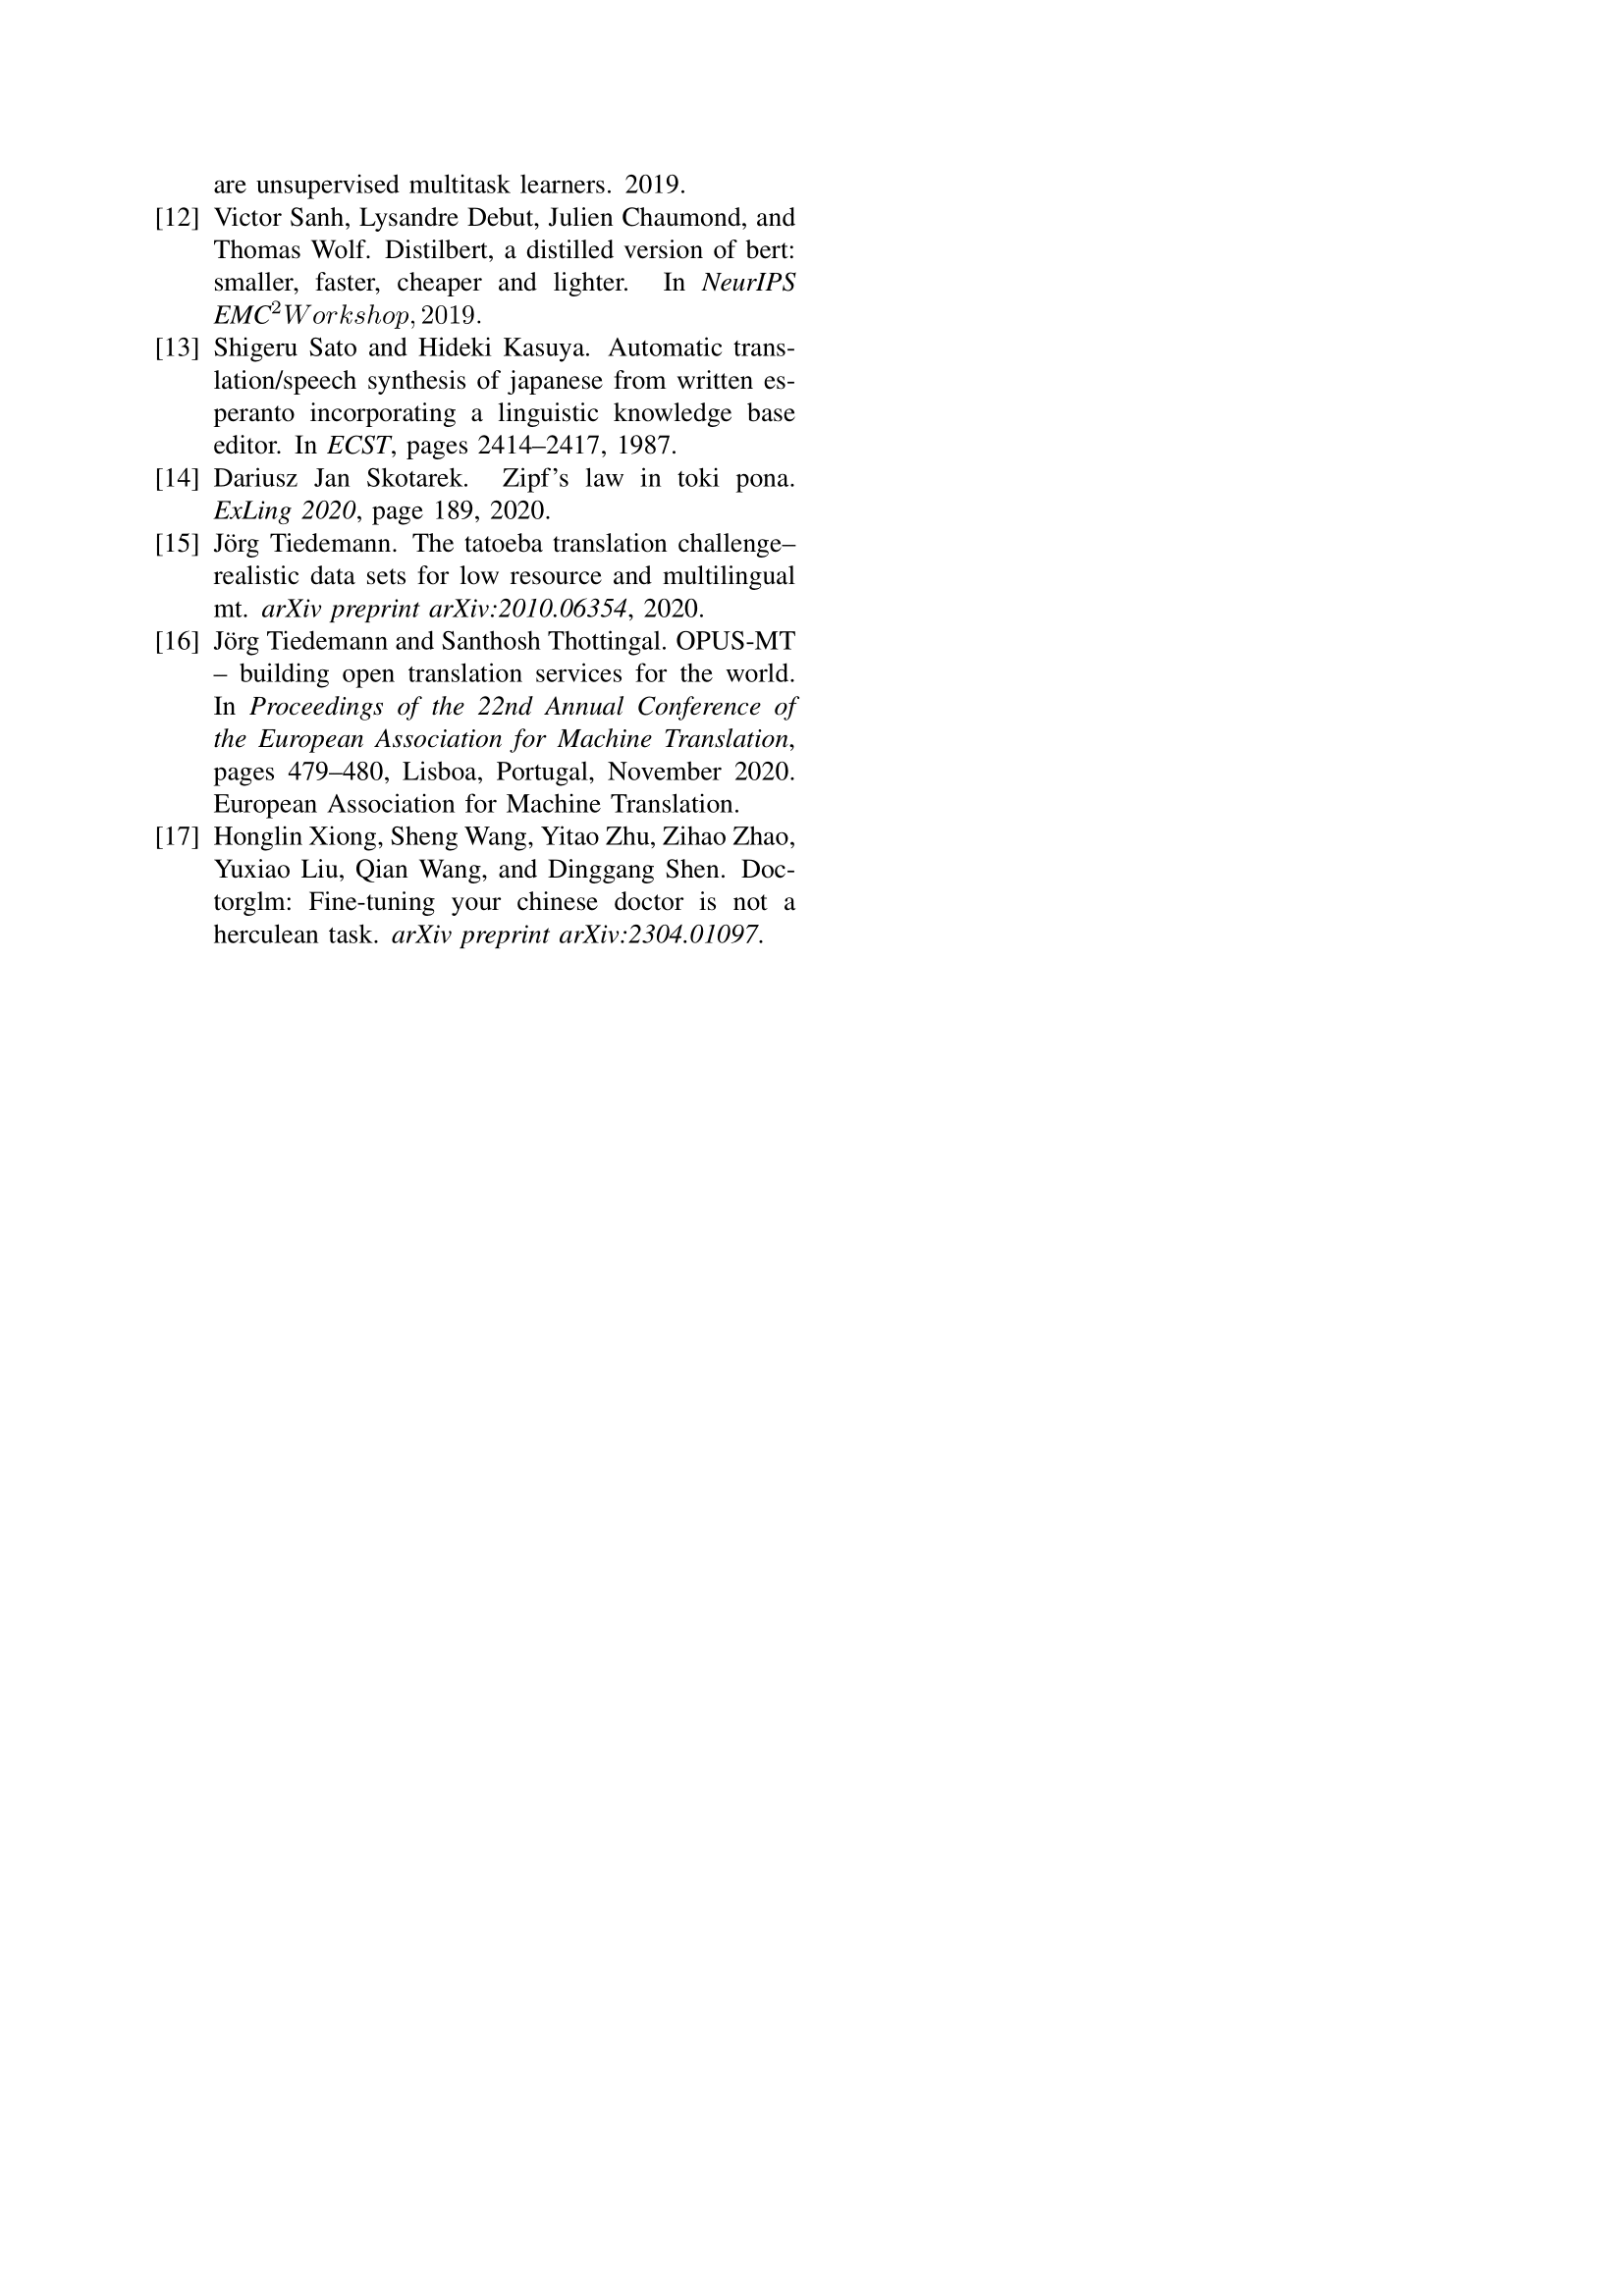 are unsupervised multitask learners. 2019.
[12] Victor Sanh, Lysandre Debut, Julien Chaumond, and
Thomas Wolf. Distilbert, a distilled version of bert:
smaller, faster, cheaper and lighter. In NeurIPS
EMC²Workshop, 2019.
[13] Shigeru Sato and Hideki Kasuya. Automatic trans-
lation/speech synthesis of japanese from written es-
peranto incorporating a linguistic knowledge base
editor. In ECST, pages 2414–2417, 1987.
[14] Dariusz Jan Skotarek. Zipf's law in toki pona.
ExLing 2020, page 189, 2020.
[15] Jörg Tiedemann. The tatoeba translation challenge–
realistic data sets for low resource and multilingual
mt. arXiv preprint arXiv:2010.06354, 2020.
[16] Jörg Tiedemann and Santhosh Thottingal. OPUS-MT
– building open translation services for the world.
In Proceedings of the 22nd Annual Conference of
the European Association for Machine Translation,
pages 479–480, Lisboa, Portugal, November 2020.
European Association for Machine Translation.
[17] Honglin Xiong, Sheng Wang, Yitao Zhu, Zihao Zhao,
Yuxiao Liu, Qian Wang, and Dinggang Shen. Doc-
torglm: Fine-tuning your chinese doctor is not a
herculean task. arXiv preprint arXiv:2304.01097.